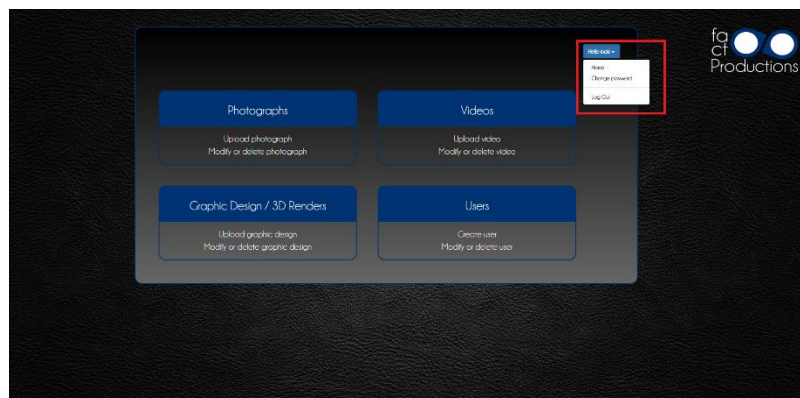 fa
ct
Productions
Home
Change password
Log Out
Photographs
Upload photograph
Modify or delete photograph
Videos
Upload video
Modify or delete video
Graphic Design / 3D Renders
Upload graphic design
Modify or delete graphic design
Users
Create user
Modify or delete user